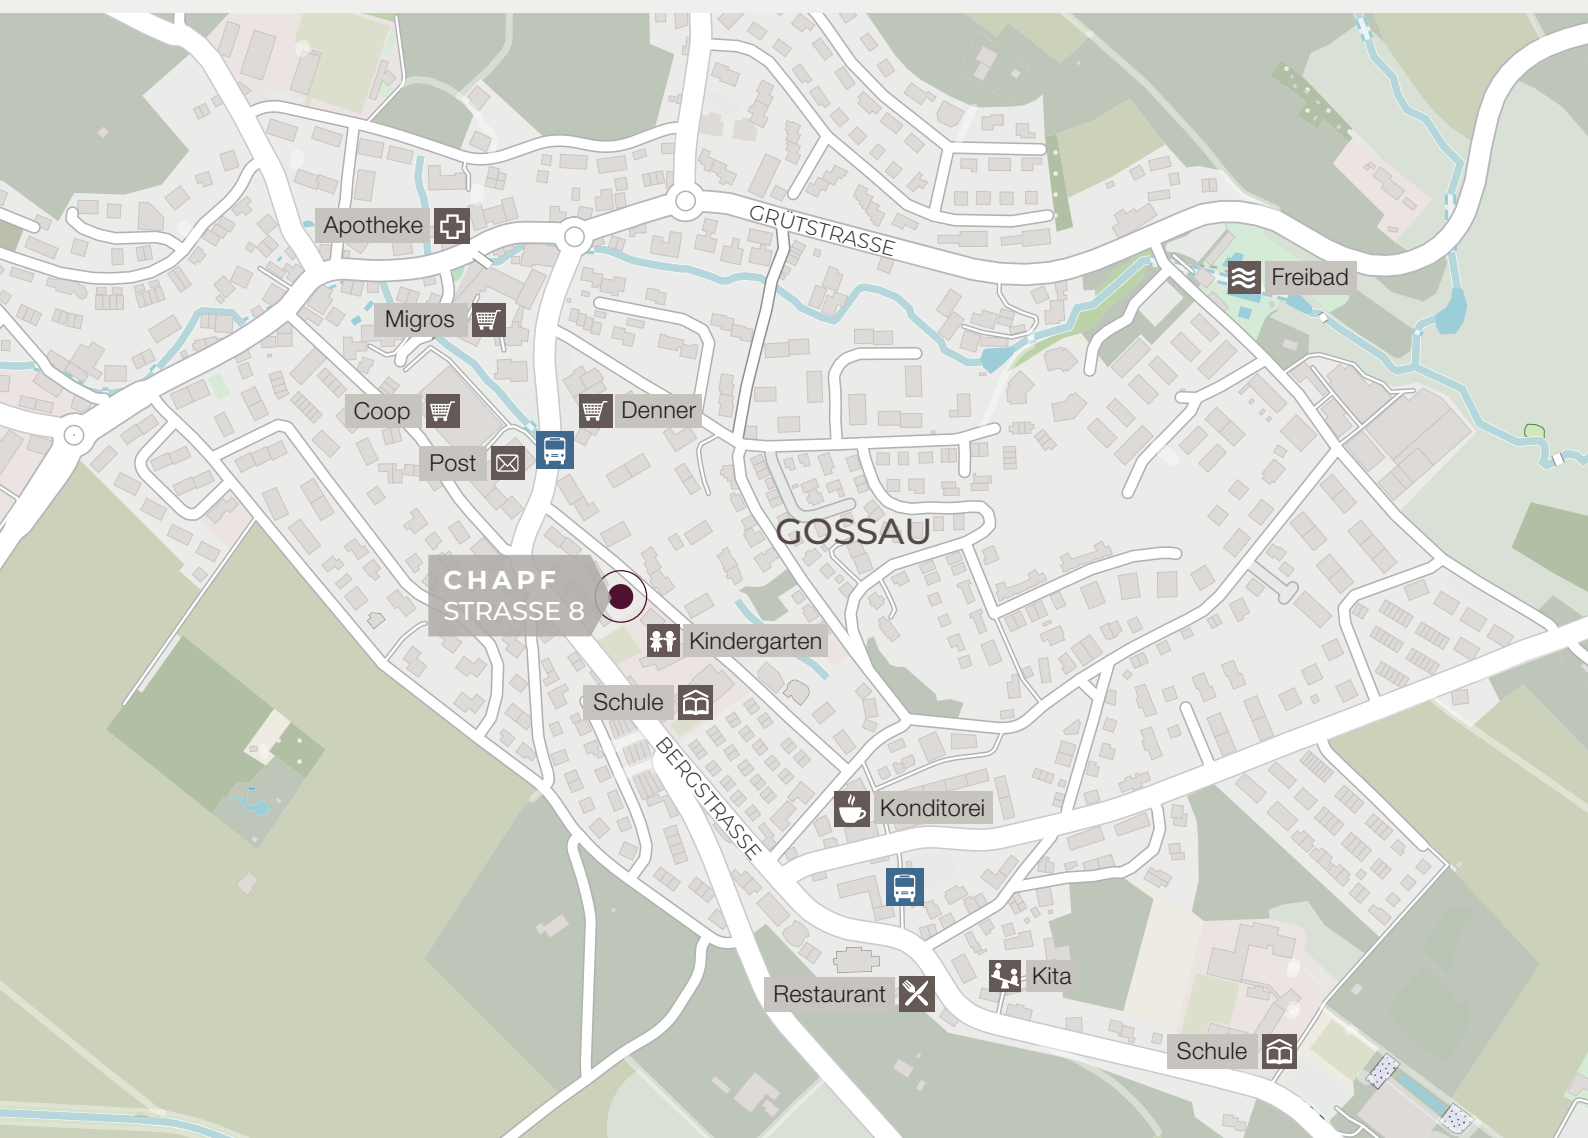 Apotheke
GRÜTSTRASSE
Freibad
Migros
Coop
Denner
Post
GOSSAU
CHAPF
STRASSE 8
Kindergarten
Schule
BERGSTRASSE
Konditorei
Kita
Restaurant
Schule